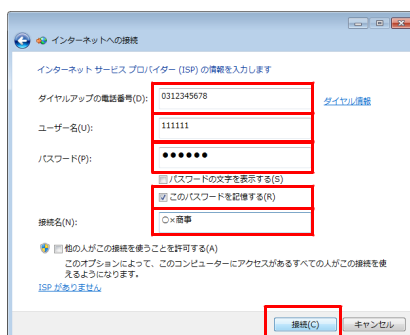 インターネットへの接続
インターネット サービス プロバイダー (ISP) の情報を入力します
ダイヤルアップの電話番号(D):
0312345678
ダイヤル情報
ユーザー名(U):
111111
パスワード(P):
●●●●●●
パスワードの文字を表示する(S)
このパスワードを記憶する(R)
接続名(N):
○×商事
他の人がこの接続を使うことを許可する(A)
このオプションによって、このコンピューターにアクセスがあるすべての人がこの接続を使
えるようになります。
ISP がありません
接続(C)
キャンセル